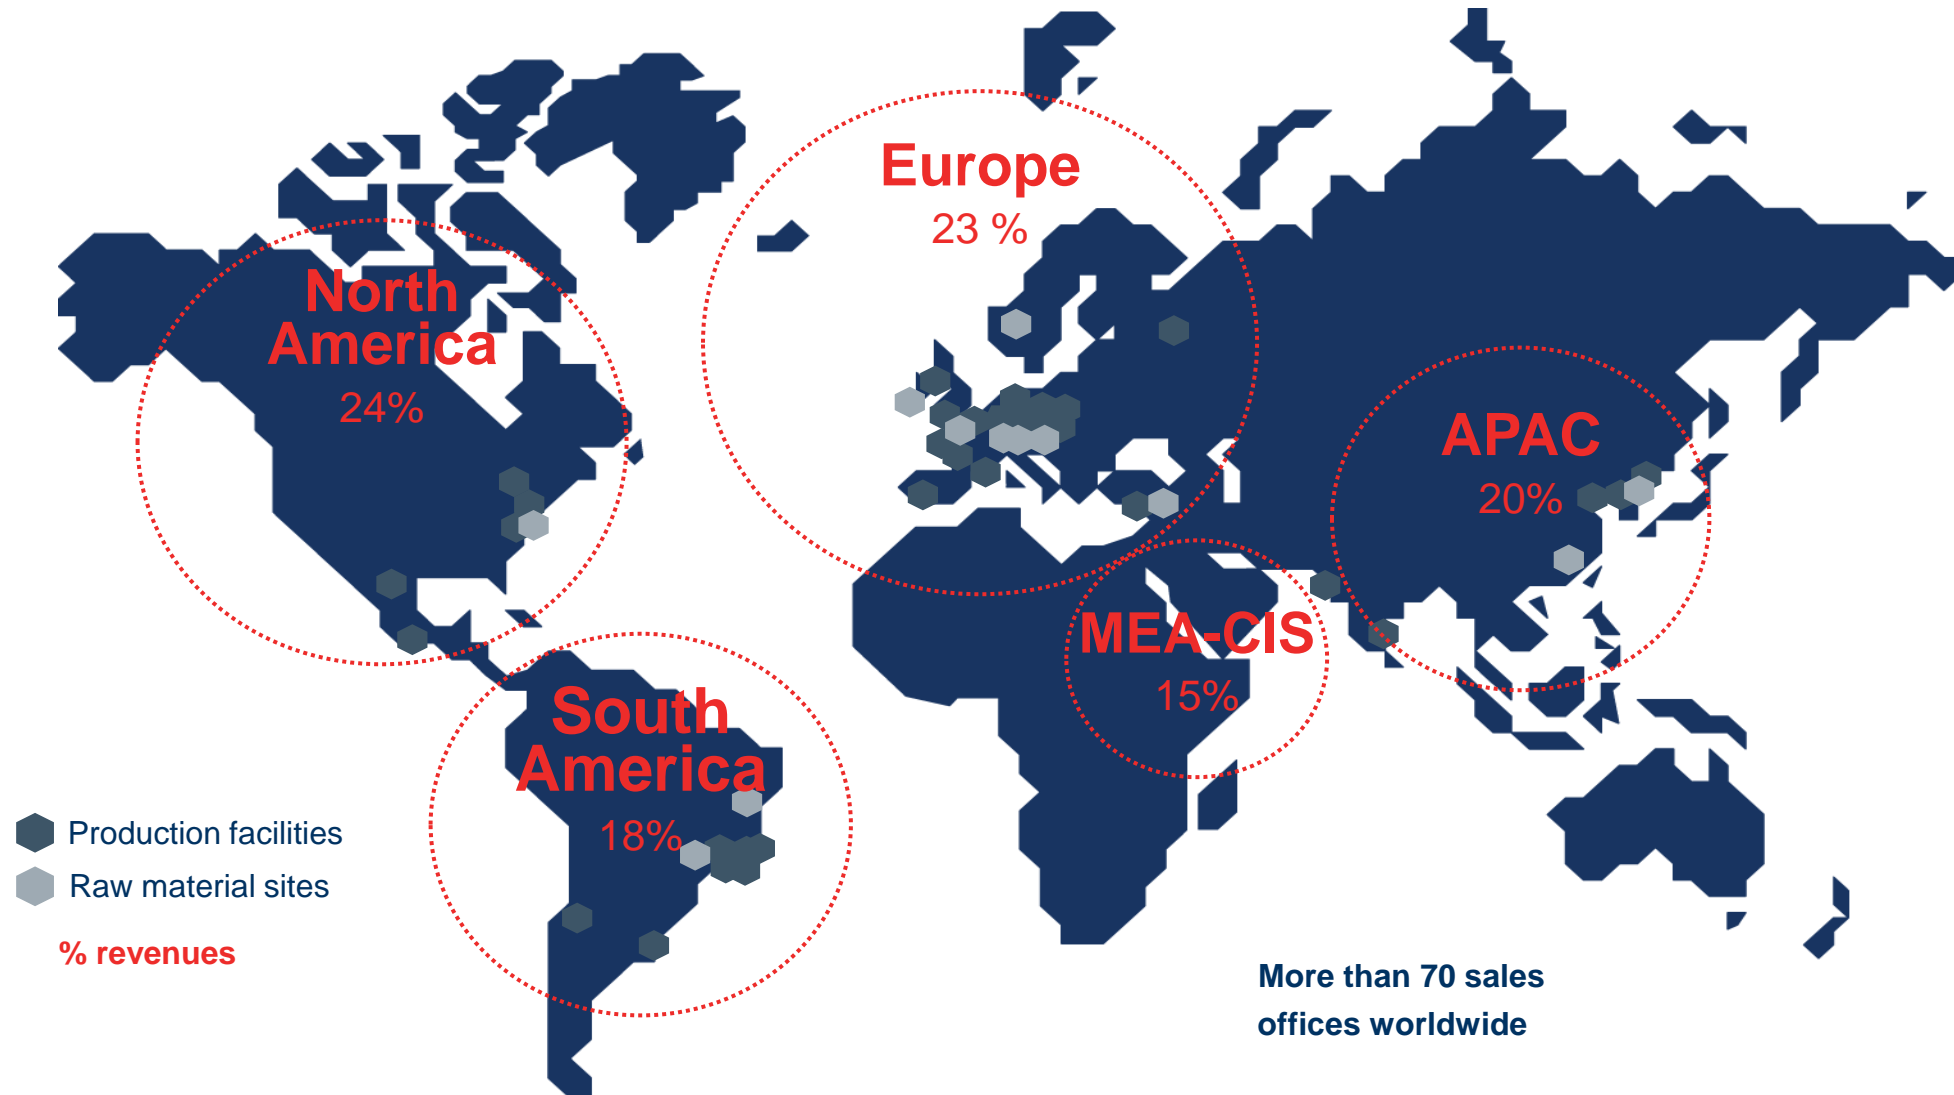 Europe
23 %
North
America
24%
APAC
20%
MEA-CIS
15%
South
America
18%
Production facilities
Raw material sites
% revenues
More than 70 sales
offices worldwide